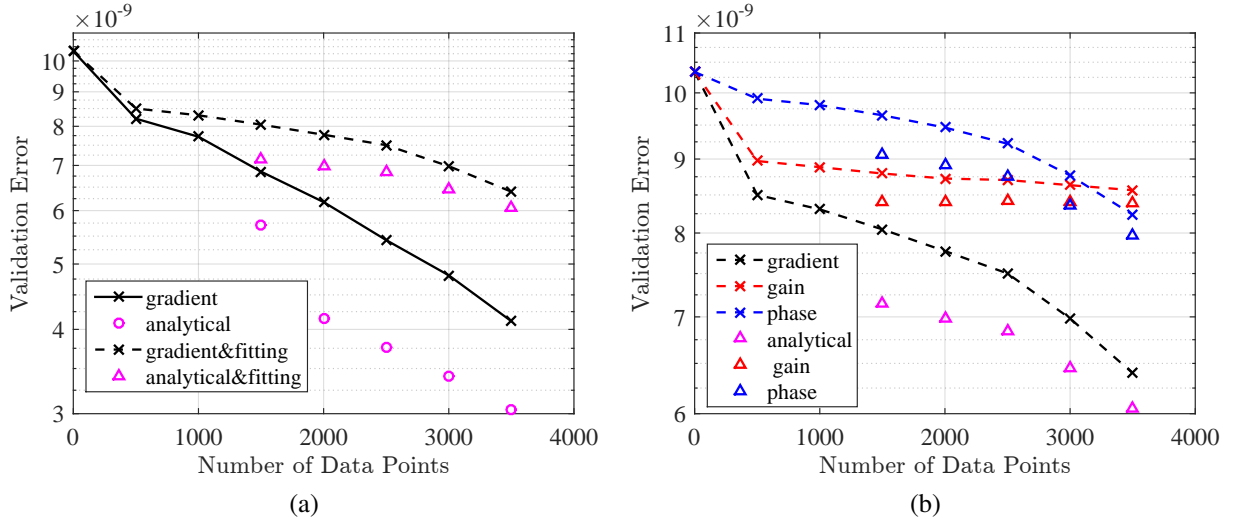 ×10⁻⁹
10
9
8
7
6
5
4
3
Validation Error
gradient
analytical
gradient&fitting
analytical&fitting
0 1000 2000 3000 4000
Number of Data Points
(a)
×10⁻⁹
11
10
9
8
7
6
Validation Error
gradient
gain
phase
analytical
gain
phase
0 1000 2000 3000 4000
Number of Data Points
(b)